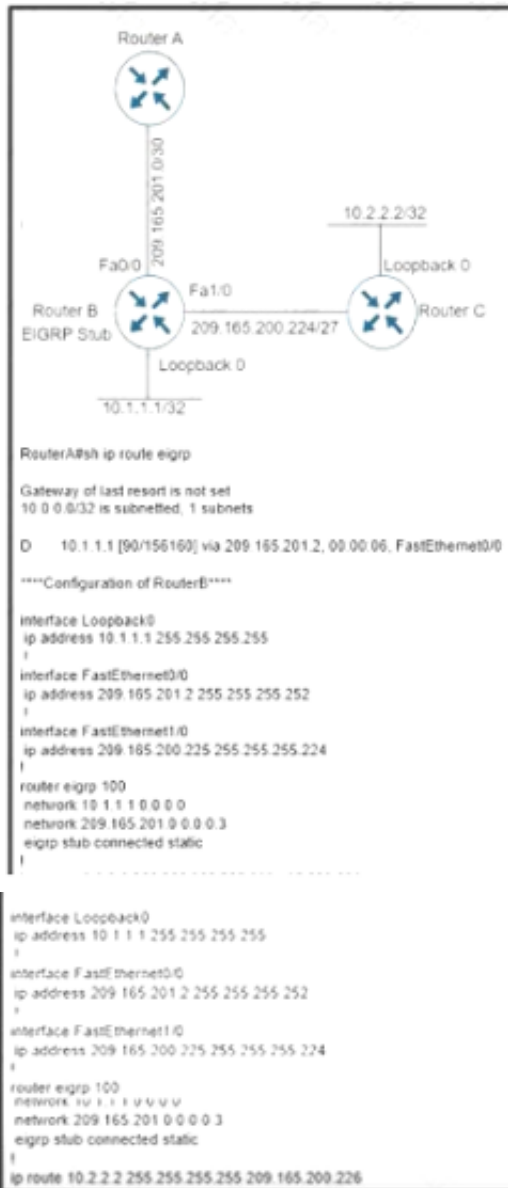 Router A
209.165.201.0/30
10.2.2.2/32
Fa0/0
Loopback 0
Fa1/0
Router B
Router C
EIGRP Stub
209.165.200.224/27
Loopback 0
10.1.1.1/32
RouterA#sh ip route eigrp
Gateway of last resort is not set
10.0.0.0/32 is subnetted, 1 subnets
D 10.1.1.1 [90/156160] via 209.165.201.2, 00:00:06, FastEthernet0/0
****Configuration of RouterB****
interface Loopback0
ip address 10.1.1.1 255.255.255.255
!
interface FastEthernet0/0
ip address 209.165.201.2 255.255.255.252
!
interface FastEthernet1/0
ip address 209.165.200.225 255.255.255.224
!
router eigrp 100
network 10.1.1.1 0.0.0.0
network 209.165.201.0 0.0.0.3
eigrp stub connected static
!
interface Loopback0
ip address 10.1.1.1 255.255.255.255
!
interface FastEthernet0/0
ip address 209.165.201.2 255.255.255.252
!
interface FastEthernet1/0
ip address 209.165.200.225 255.255.255.224
!
router eigrp 100
network 10.1.1.1 0.0.0.0
network 209.165.201.0 0.0.0.3
eigrp stub connected static
!
ip route 10.2.2.2 255.255.255.255 209.165.200.226